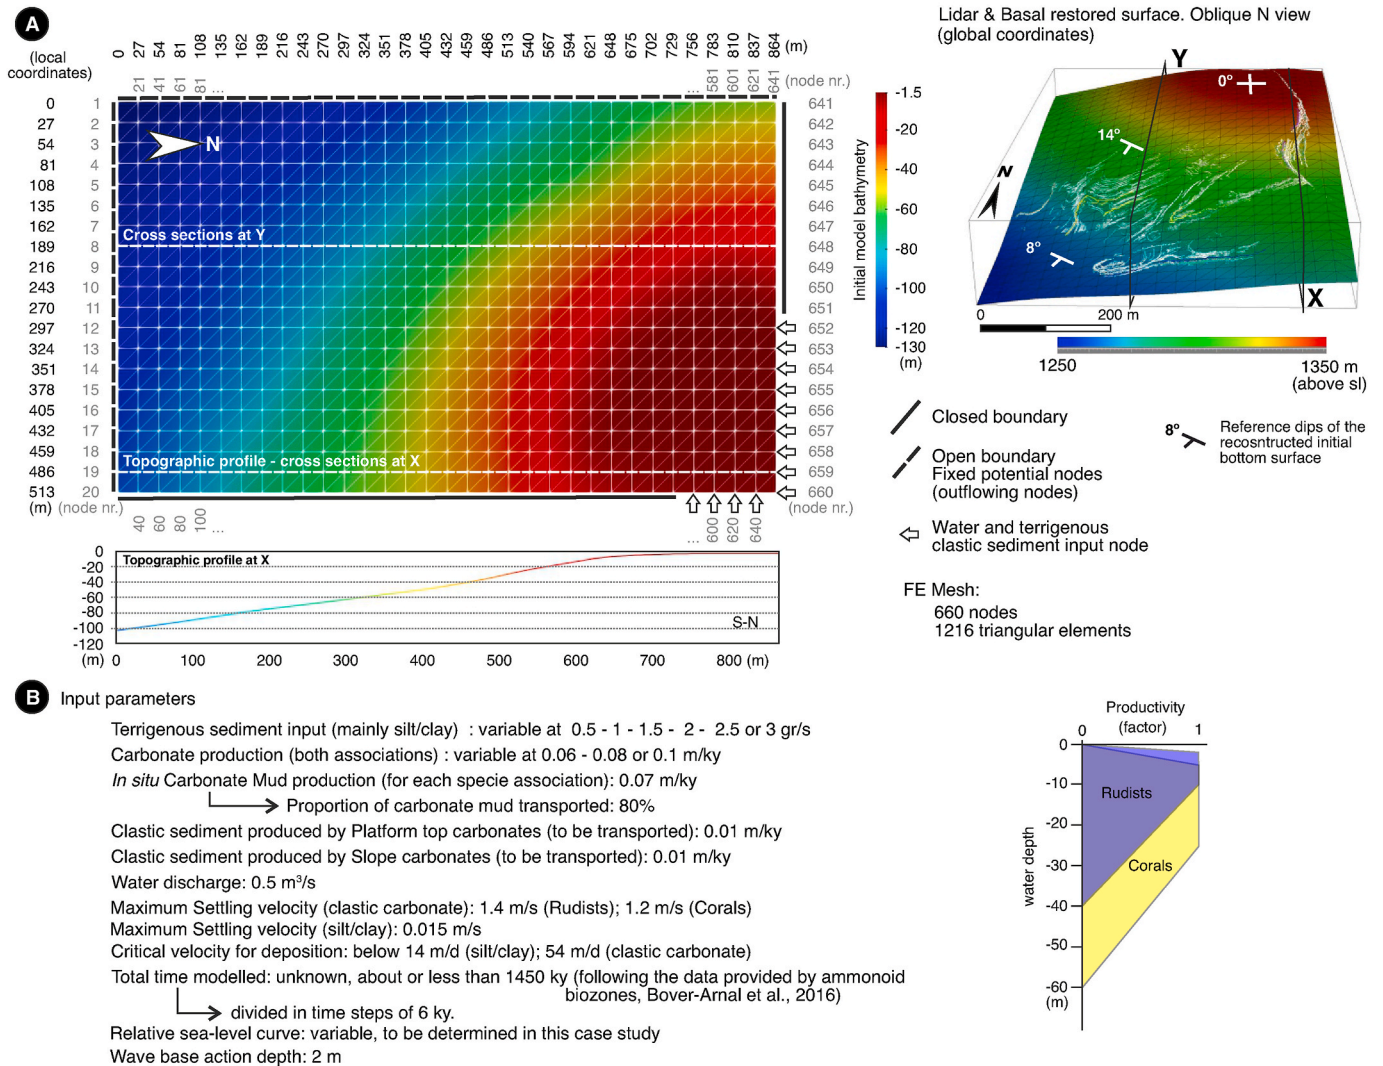 A
(local
coordinates)
0 27 54 81 108 135 162 189 216 243 270 297 324 351 378 405 432 459 486 513 540 567 594 621 648 675 702 729 756 783 810 837 864 (m)
21 41 61 81 ... ... 581 601 621 641 (node nr.)
0 1 641
27 2 642
54 3 643
81 4 644
108 5 645
135 6 646
162 7 647
189 8 648
216 9 649
243 10 650
270 11 651
297 12 652
324 13 653
351 14 654
378 15 655
405 16 656
432 17 657
459 18 658
486 19 659
513 20 660
(m) (node nr.) (node nr.)
40 60 80 100 ... ... 600 620 640
N
Cross sections at Y
Topographic profile - cross sections at X
Initial model bathymetry
-1.5
-20
-40
-60
-80
-100
-120
-130
(m)
Lidar & Basal restored surface. Oblique N view
(global coordinates)
Y
0°
14°
N
8°
X
0 200 m
1250 1350 m
(above sl)
Closed boundary
Open boundary
Fixed potential nodes
(outflowing nodes)
Water and terrigenous
clastic sediment input node
8°
Reference dips of the
recosntructed initial
bottom surface
FE Mesh:
660 nodes
1216 triangular elements
Topographic profile at X
0
-20
-40
-60
-80
-100
-120
S-N
(m) 0 100 200 300 400 500 600 700 800 (m)
B
Input parameters
Terrigenous sediment input (mainly silt/clay) : variable at 0.5 - 1 - 1.5 - 2 - 2.5 or 3 gr/s
Carbonate production (both associations) : variable at 0.06 - 0.08 or 0.1 m/ky
In situ Carbonate Mud production (for each specie association): 0.07 m/ky
Proportion of carbonate mud transported: 80%
Clastic sediment produced by Platform top carbonates (to be transported): 0.01 m/ky
Clastic sediment produced by Slope carbonates (to be transported): 0.01 m/ky
Water discharge: 0.5 m³/s
Maximum Settling velocity (clastic carbonate): 1.4 m/s (Rudists); 1.2 m/s (Corals)
Maximum Settling velocity (silt/clay): 0.015 m/s
Critical velocity for deposition: below 14 m/d (silt/clay); 54 m/d (clastic carbonate)
Total time modelled: unknown, about or less than 1450 ky (following the data provided by ammonoid
biozones, Bover-Arnal et al., 2016)
divided in time steps of 6 ky.
Relative sea-level curve: variable, to be determined in this case study
Wave base action depth: 2 m
Productivity
(factor)
0 1
0
-10
-20
-30
-40
-50
-60
(m)
water depth
Rudists
Corals